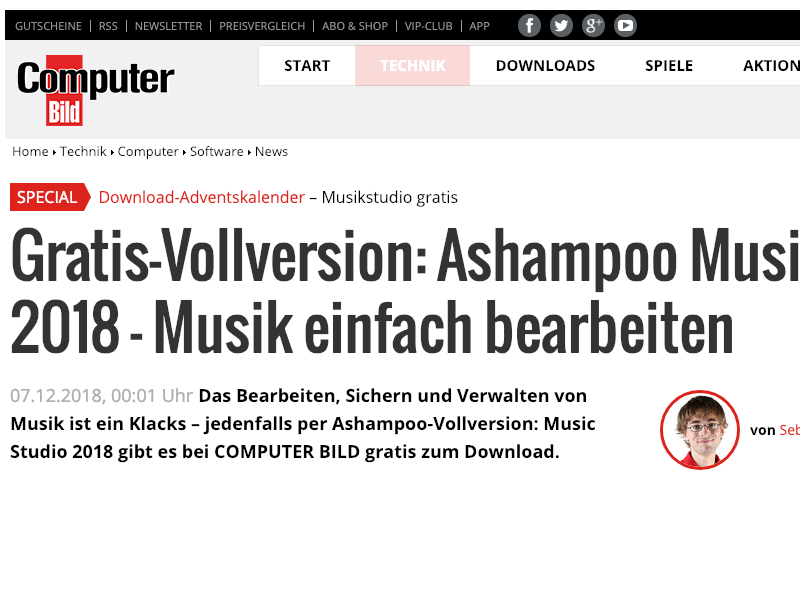 GUTSCHEINE | RSS | NEWSLETTER | PREISVERGLEICH | ABO & SHOP | VIP-CLUB | APP
START TECHNIK DOWNLOADS SPIELE AKTION
Computer
Bild
Home Technik Computer Software News
SPECIAL Download-Adventskalender – Musikstudio gratis
Gratis-Vollversion: Ashampoo Musi
2018 - Musik einfach bearbeiten
07.12.2018, 00:01 Uhr Das Bearbeiten, Sichern und Verwalten von
Musik ist ein Klacks – jedenfalls per Ashampoo-Vollversion: Music
Studio 2018 gibt es bei COMPUTER BILD gratis zum Download.
von Seb